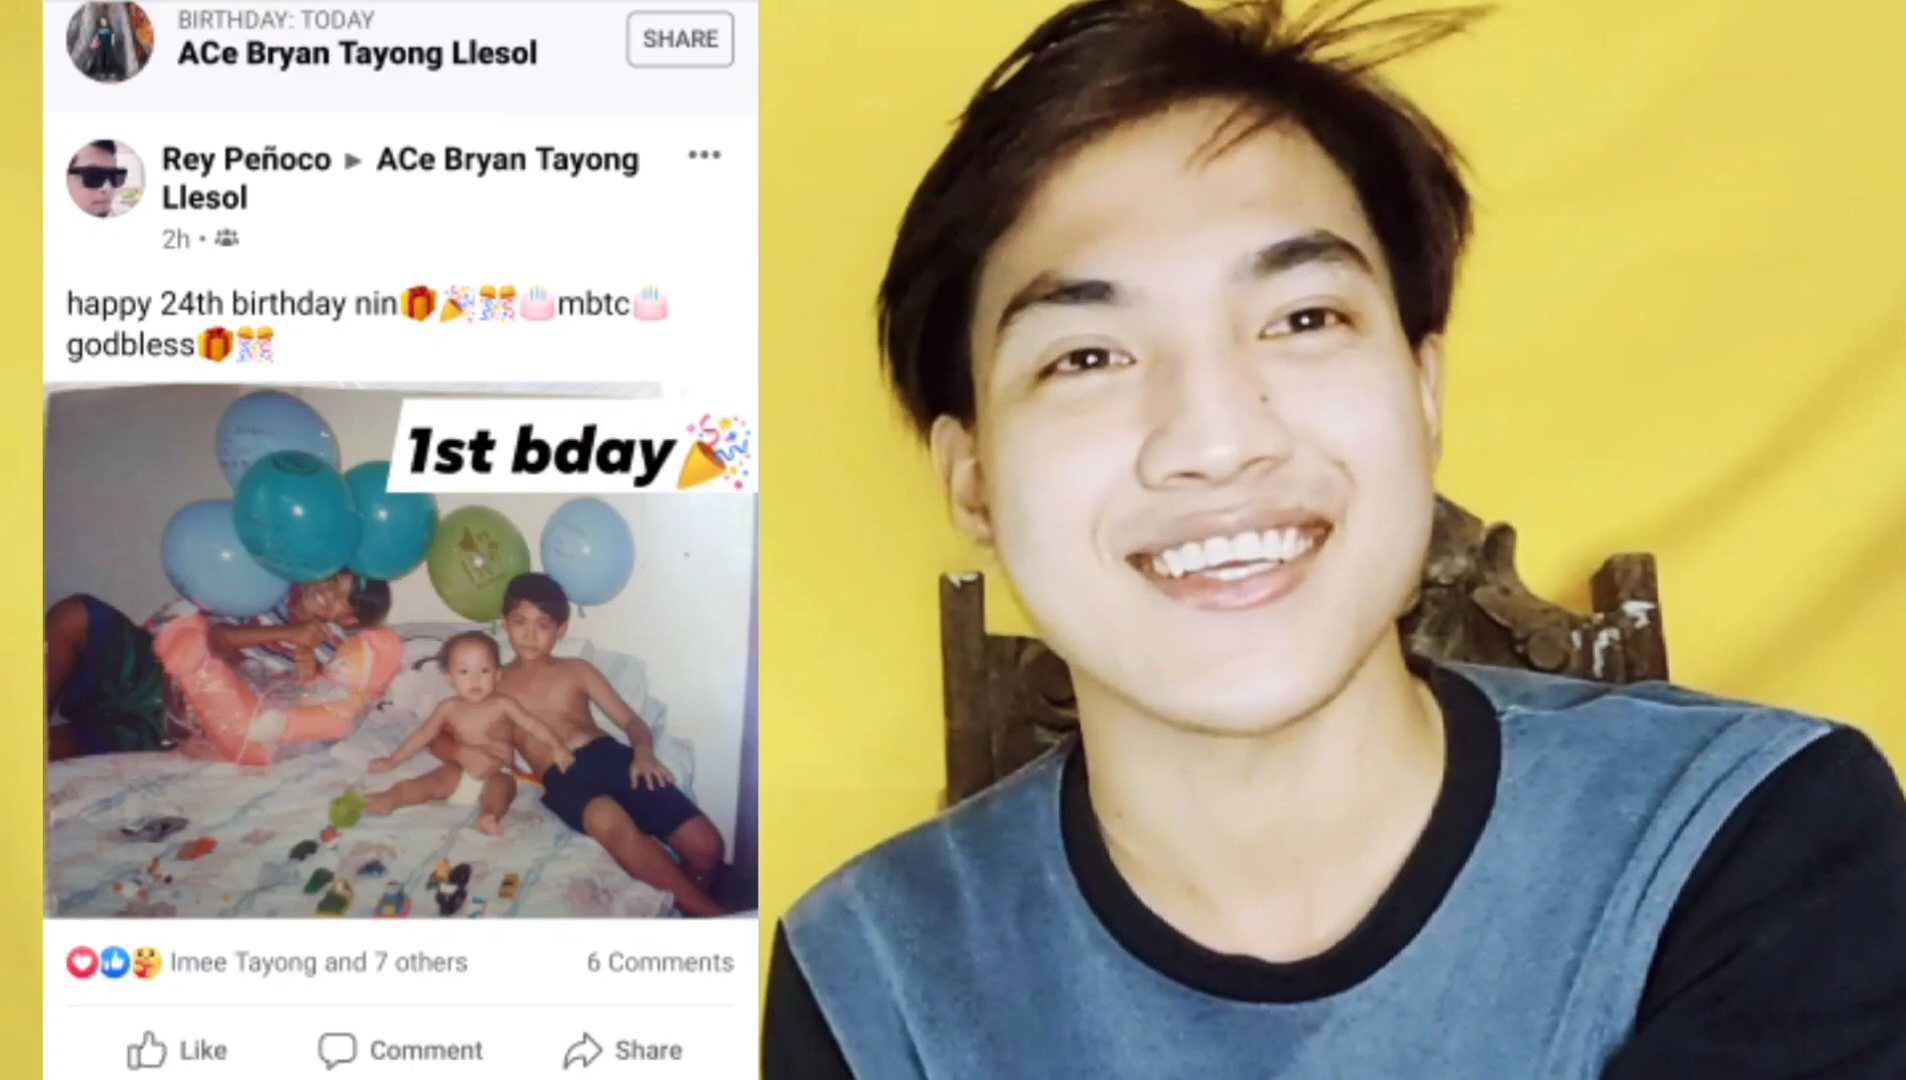 BIRTHDAY: TODAY
ACe Bryan Tayong Llesol
SHARE
Rey Peñoco ▶ ACe Bryan Tayong
Llesol
2h
happy 24th birthday nin🎁🎉🎊🎂mbtc🎂
godbless🎁🎊
1st bday🎉
Imee Tayong and 7 others
6 Comments
Like
Comment
Share